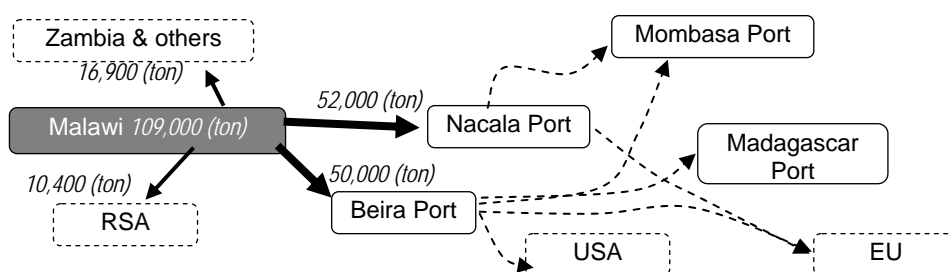 Zambia & others
16,900 (ton)
Mombasa Port
52,000 (ton)
Malawi 109,000 (ton)
Nacala Port
Madagascar
Port
10,400 (ton)
50,000 (ton)
RSA
Beira Port
USA
EU